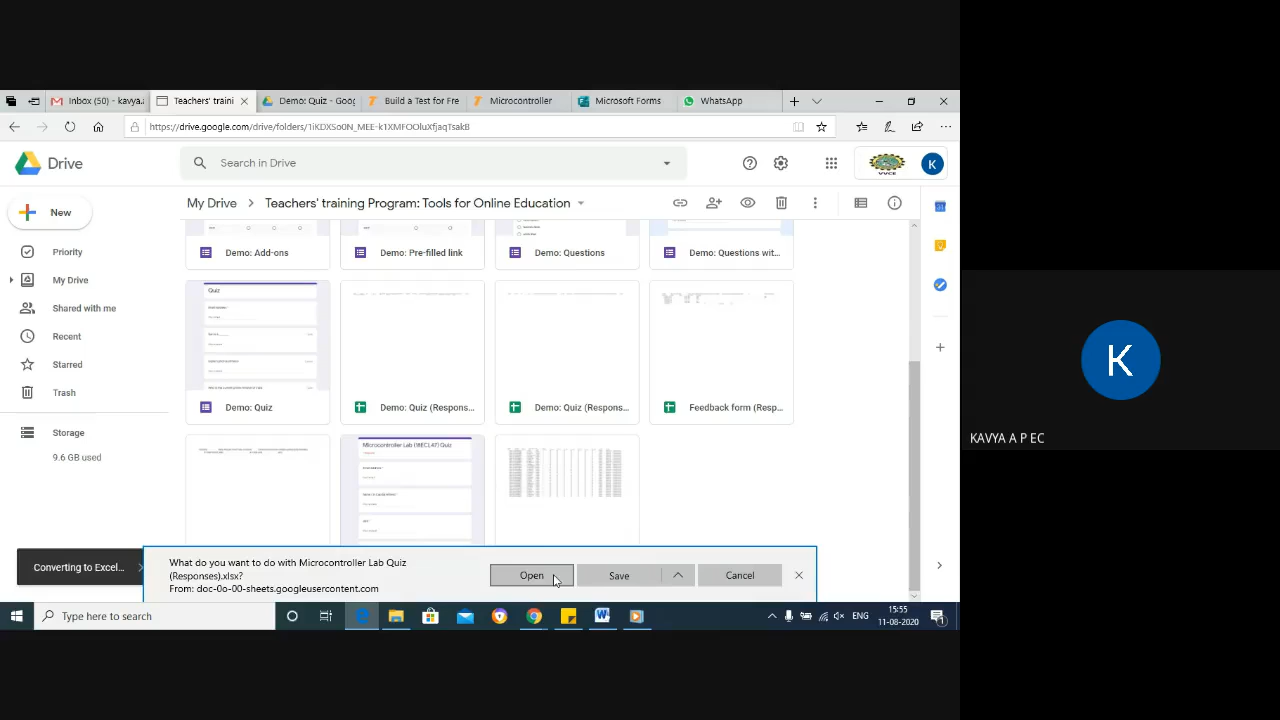 Inbox (50) - kavya.
Teachers' traini
Demo: Quiz - Goog
Build a Test for Fre
Microcontroller
Microsoft Forms
WhatsApp
https://drive.google.com/drive/folders/1iKDXSo0N_MEE-k1XMFOOluXfjaqTsakB
Drive
Search in Drive
VVCE
K
New
My Drive
Teachers' training Program: Tools for Online Education
Priority
My Drive
Shared with me
Recent
Starred
Trash
Storage
9.6 GB used
Demo: Add-ons
Demo: Pre-filled link
Demo: Questions
Demo: Questions wit...
Quiz
Demo: Quiz
Demo: Quiz (Respons...
Demo: Quiz (Respons...
Feedback form (Resp...
Microcontroller Lab (18ECL47) Quiz
Converting to Excel...
What do you want to do with Microcontroller Lab Quiz
(Responses).xlsx?
From: doc-0o-00-sheets.googleusercontent.com
Open
Save
Cancel
Type here to search
ENG
15:55
11-08-2020
K
KAVYA A P EC